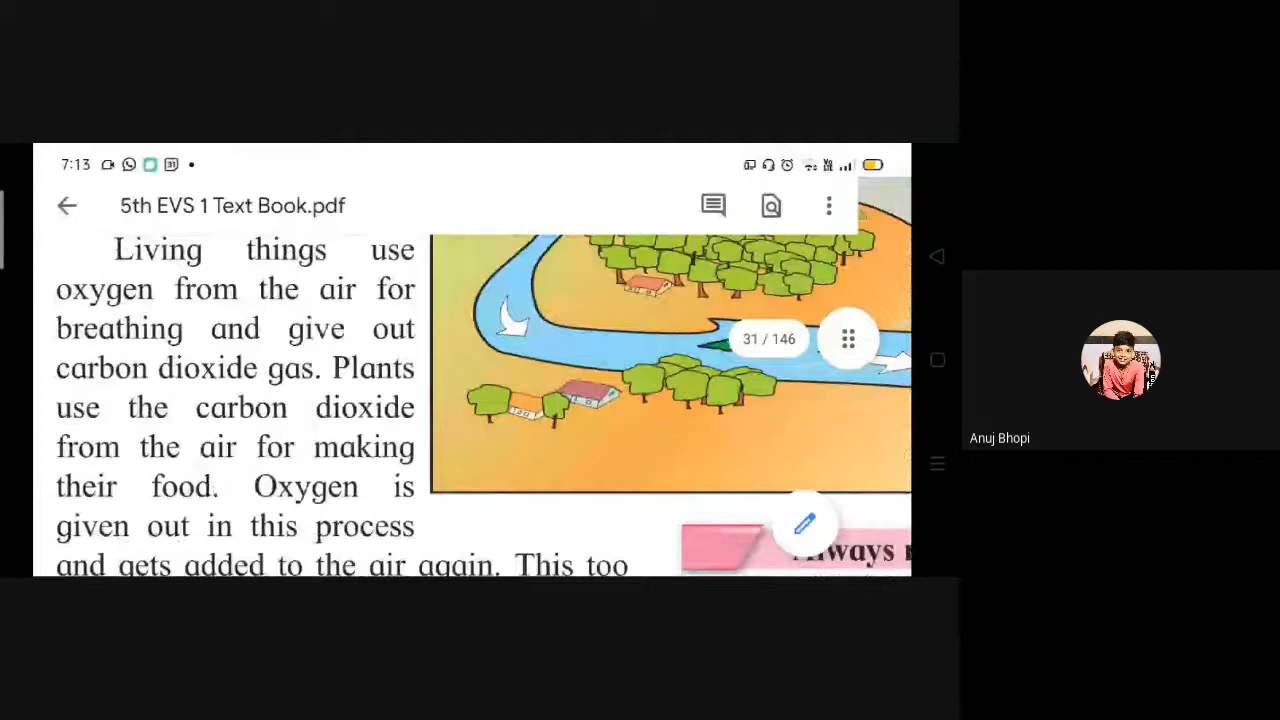 7:13
31
5th EVS 1 Text Book.pdf
Living things use
oxygen from the air for
breathing and give out
carbon dioxide gas. Plants
use the carbon dioxide
from the air for making
their food. Oxygen is
given out in this process
and gets added to the air again. This too
31 / 146
Always
Anuj Bhopi